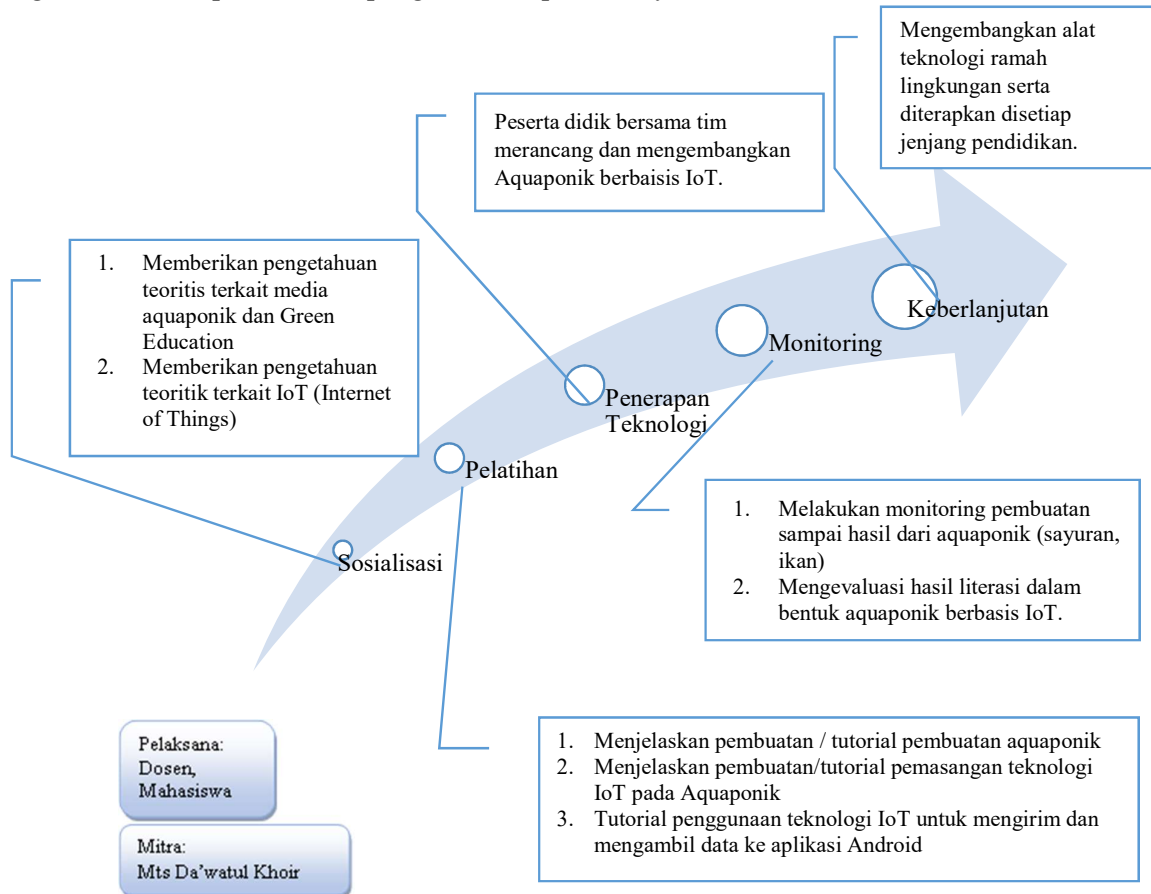 Mengembangkan alat
teknologi ramah
lingkungan serta
diterapkan disetiap
jenjang pendidikan.
Peserta didik bersama tim
merancang dan mengembangkan
Aquaponik berbaisis IoT.
1. Memberikan pengetahuan
teoritis terkait media
aquaponik dan Green
Education
2. Memberikan pengetahuan
teoritik terkait IoT (Internet
of Things)
Keberlanjutan
Monitoring
Penerapan
Teknologi
Pelatihan
Sosialisasi
1. Melakukan monitoring pembuatan
sampai hasil dari aquaponik (sayuran,
ikan)
2. Mengevaluasi hasil literasi dalam
bentuk aquaponik berbasis IoT.
1. Menjelaskan pembuatan / tutorial pembuatan aquaponik
2. Menjelaskan pembuatan/tutorial pemasangan teknologi
IoT pada Aquaponik
3. Tutorial penggunaan teknologi IoT untuk mengirim dan
mengambil data ke aplikasi Android
Pelaksana:
Dosen,
Mahasiswa
Mitra:
Mts Da’watul Khoir